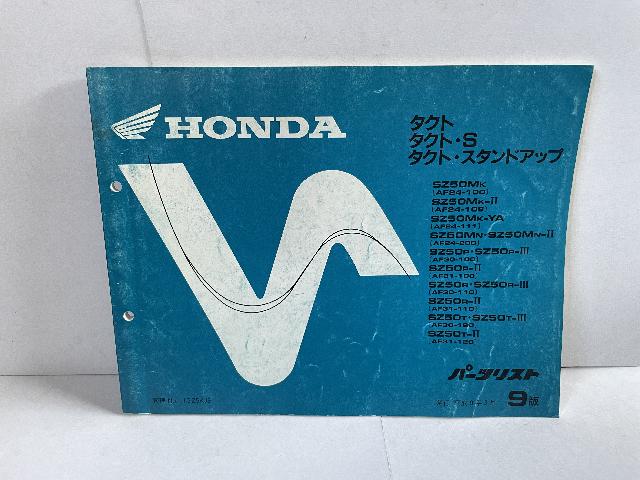 HONDA
タクト
タクト・S
タクト・スタンドアップ
SZ50MK
(AF24-100)
SZ50MK-II
(AF24-109)
SZ50MK-YA
(AF24-111)
SZ50MN・SZ50MN-II
(AF24-200)
SZ50P・SZ50P-III
(AF30-100)
SZ50P-II
(AF31-100)
SZ50R・SZ50R-III
(AF30-110)
SZ50R-II
(AF31-110)
SZ50T・SZ50T-III
(AF30-120)
SZ50T-II
(AF31-120)
パーツリスト
9版